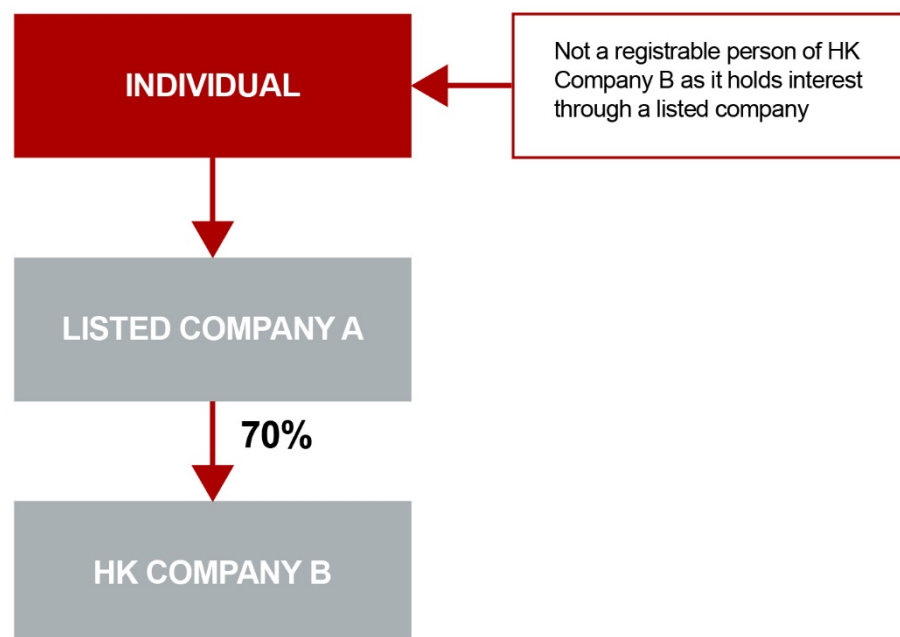 INDIVIDUAL
Not a registrable person of HK
Company B as it holds interest
through a listed company
LISTED COMPANY A
70%
HK COMPANY B